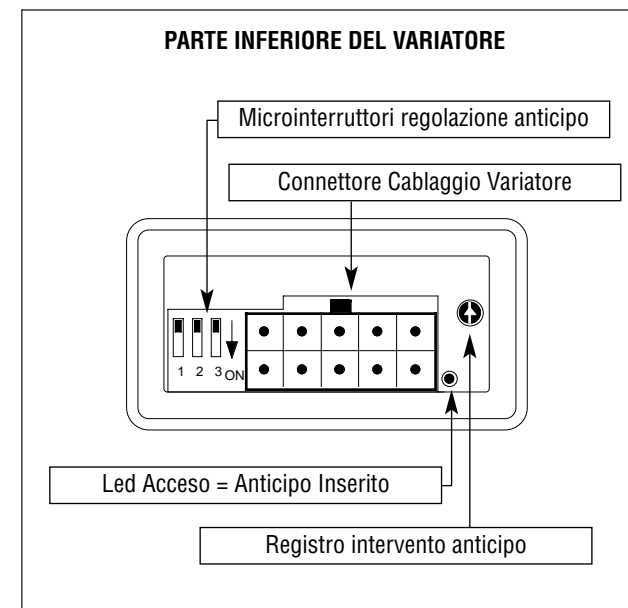 PARTE INFERIORE DEL VARIATORE
Microinterruttori regolazione anticipo
Connettore Cablaggio Variatore
1 2 3 ON
Led Acceso = Anticipo Inserito
Registro intervento anticipo